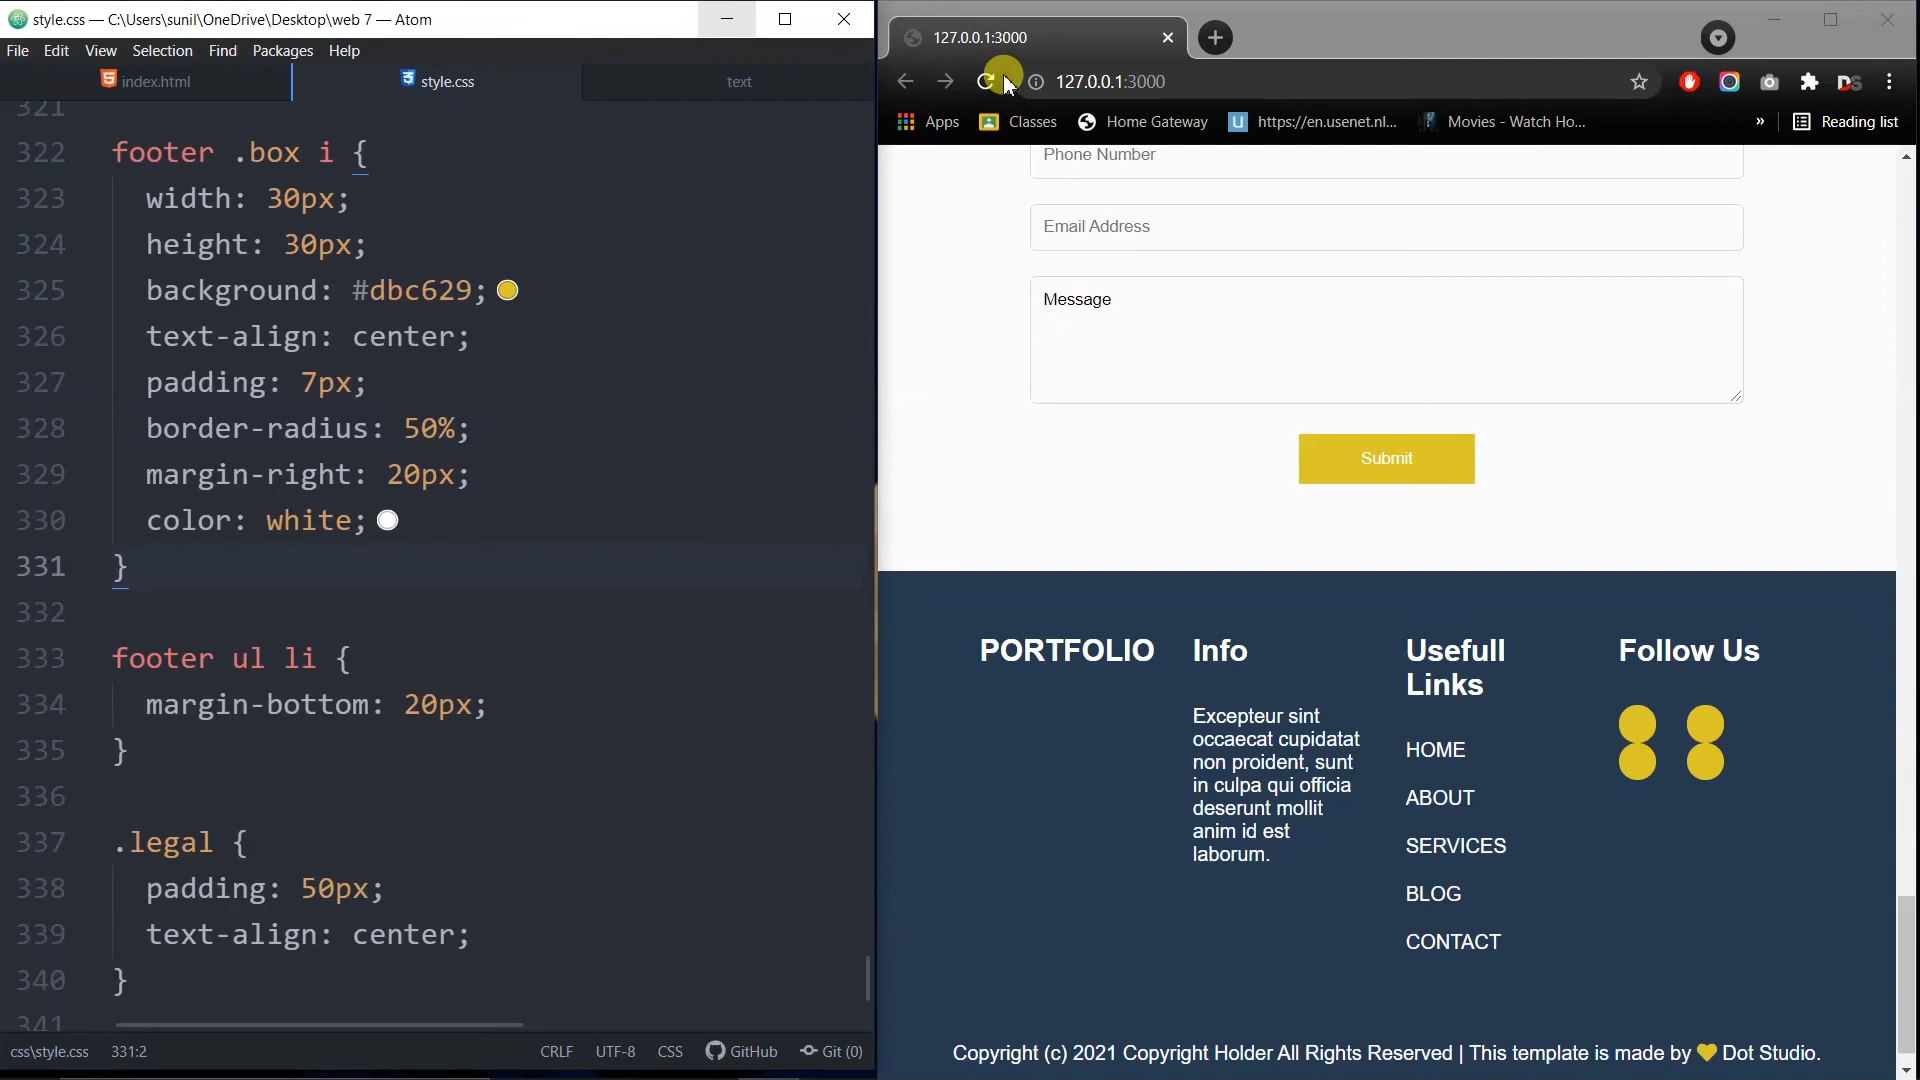 style.css — C:\Users\sunil\OneDrive\Desktop\web 7 — Atom
File Edit View Selection Find Packages Help
index.html style.css text
321
322 footer .box i {
323 width: 30px;
324 height: 30px;
325 background: #dbc629;
326 text-align: center;
327 padding: 7px;
328 border-radius: 50%;
329 margin-right: 20px;
330 color: white;
331 }
332
333 footer ul li {
334 margin-bottom: 20px;
335 }
336
337 .legal {
338 padding: 50px;
339 text-align: center;
340 }
341
css\style.css 331:2 CRLF UTF-8 CSS GitHub Git (0)
127.0.0.1:3000
127.0.0.1:3000
Apps Classes Home Gateway U https://en.usenet.nl... Movies - Watch Ho... » Reading list
Phone Number
Email Address
Message
Submit
PORTFOLIO
Info
Excepteur sint
occaecat cupidatat
non proident, sunt
in culpa qui officia
deserunt mollit
anim id est
laborum.
Usefull
Links
HOME
ABOUT
SERVICES
BLOG
CONTACT
Follow Us
Copyright (c) 2021 Copyright Holder All Rights Reserved | This template is made by Dot Studio.